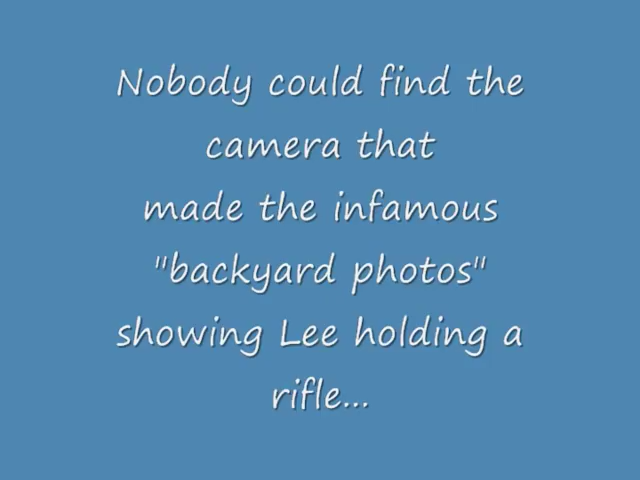 Nobody could find the
camera that
made the infamous
"backyard photos"
showing Lee holding a
rifle...